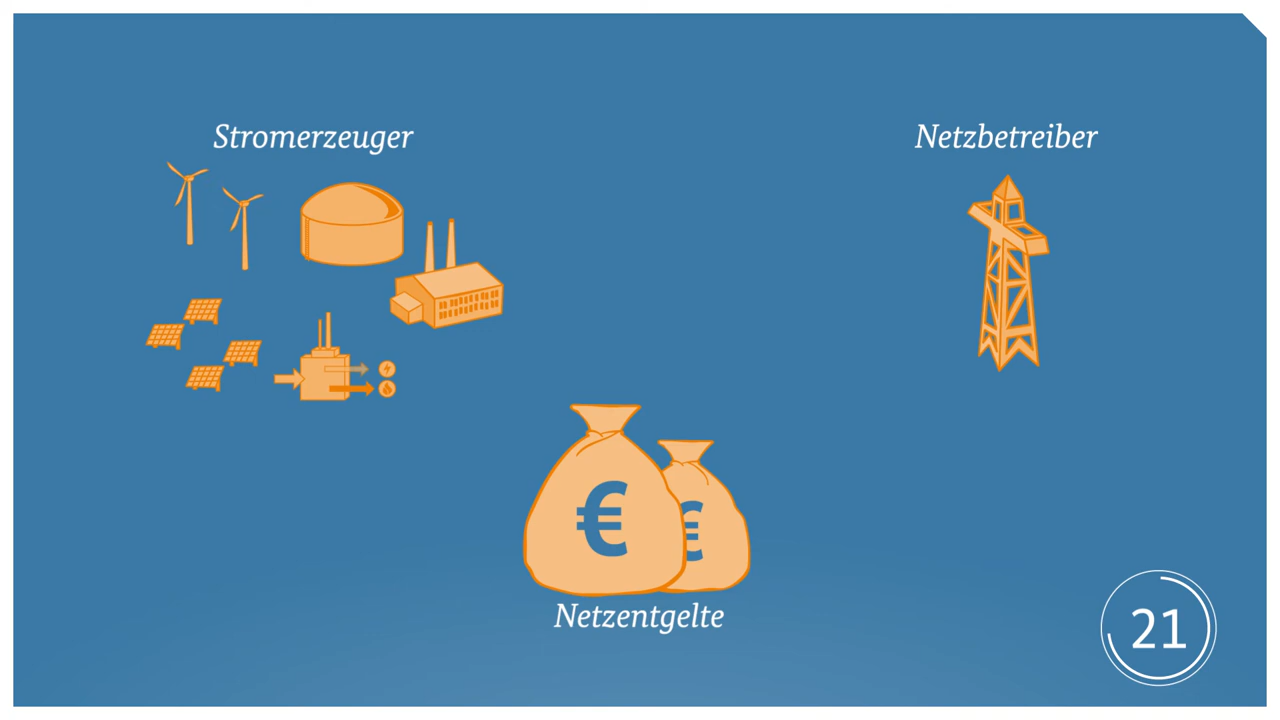 Stromerzeuger
Netzbetreiber
€
€
Netzentgelte
21